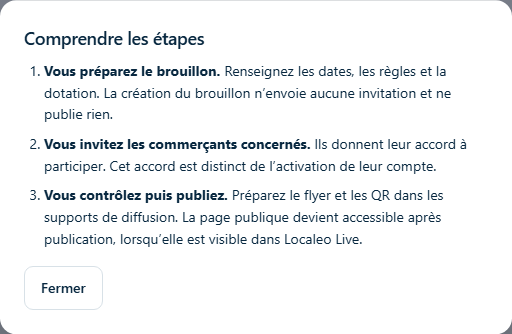 Comprendre les étapes
1. Vous préparez le brouillon. Renseignez les dates, les règles et la
dotation. La création du brouillon n’envoie aucune invitation et ne
publie rien.
2. Vous invitez les commerçants concernés. Ils donnent leur accord à
participer. Cet accord est distinct de l’activation de leur compte.
3. Vous contrôlez puis publiez. Préparez le flyer et les QR dans les
supports de diffusion. La page publique devient accessible après
publication, lorsqu’elle est visible dans Localeo Live.
Fermer